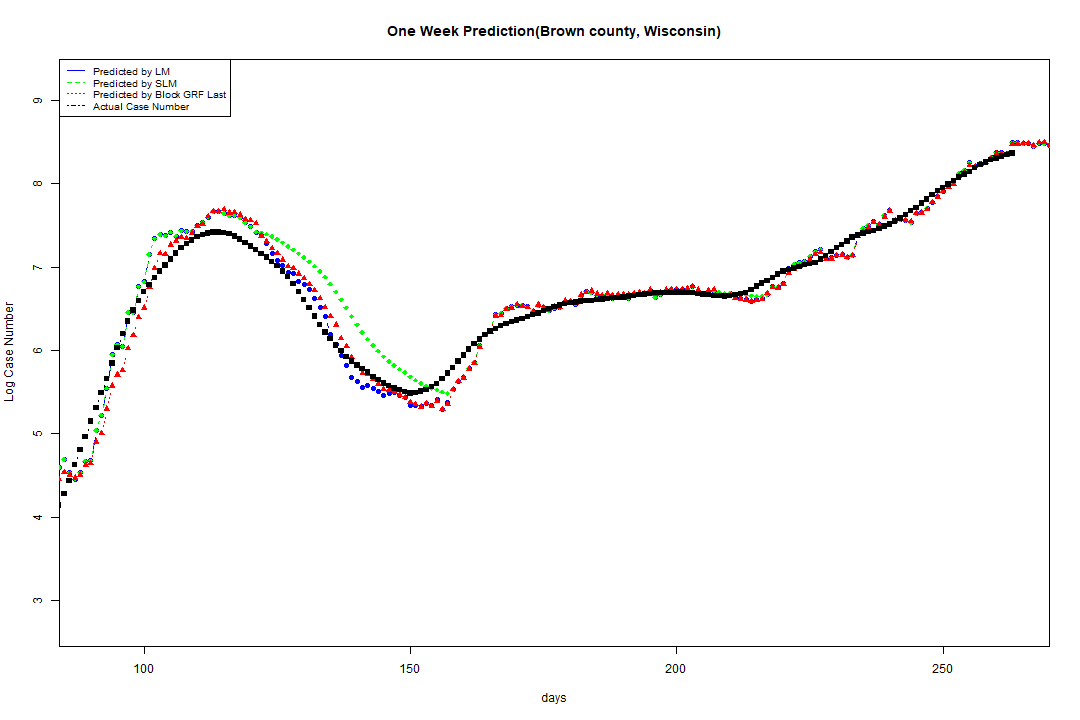 One Week Prediction(Brown county, Wisconsin)
Predicted by LM
Predicted by SLM
Predicted by Block GRF Last
Actual Case Number
9
8
7
6
5
4
3
Log Case Number
100 150 200 250
days